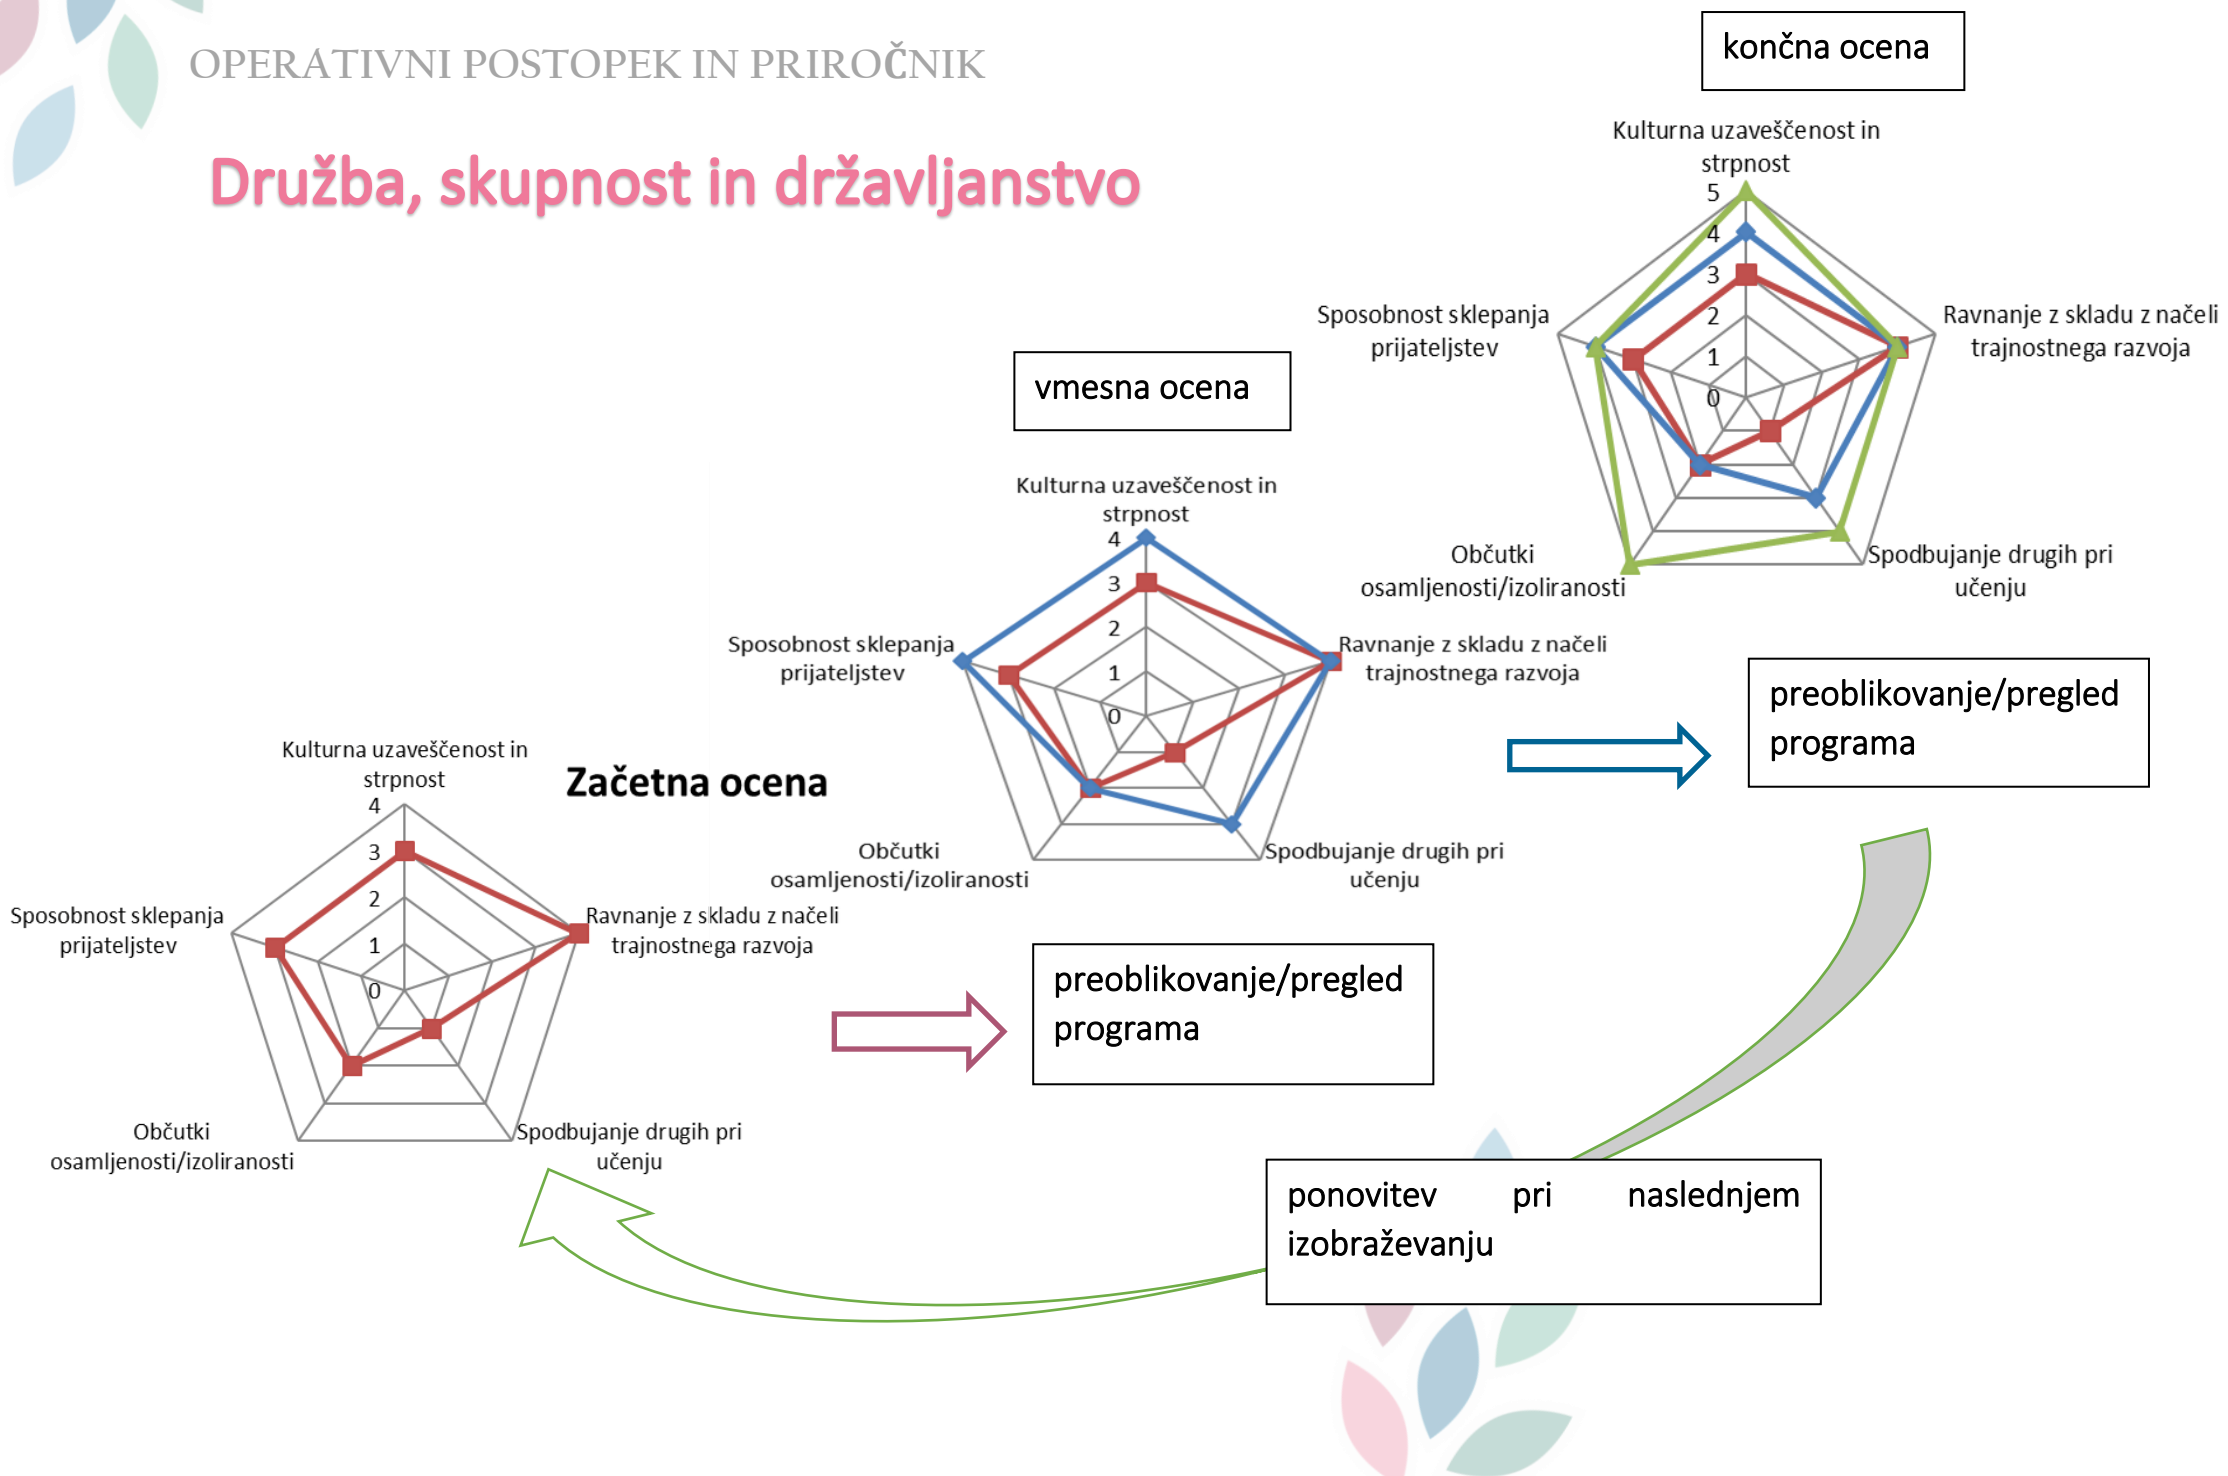 OPERATIVNI POSTOPEK IN PRIROČNIK
Družba, skupnost in državljanstvo
končna ocena
Kulturna uzaveščenost in
strpnost
5
4
3
2
1
0
Sposobnost sklepanja
prijateljstev
Ravnanje z skladu z načeli
trajnostnega razvoja
Občutki
osamljenosti/izoliranosti
Spodbujanje drugih pri
učenju
vmesna ocena
Kulturna uzaveščenost in
strpnost
4
3
2
1
0
Sposobnost sklepanja
prijateljstev
Ravnanje z skladu z načeli
trajnostnega razvoja
Občutki
osamljenosti/izoliranosti
Spodbujanje drugih pri
učenju
preoblikovanje/pregled
programa
Začetna ocena
Kulturna uzaveščenost in
strpnost
4
3
2
1
0
Sposobnost sklepanja
prijateljstev
Ravnanje z skladu z načeli
trajnostnega razvoja
Občutki
osamljenosti/izoliranosti
Spodbujanje drugih pri
učenju
preoblikovanje/pregled
programa
ponovitev pri naslednjem
izobraževanju